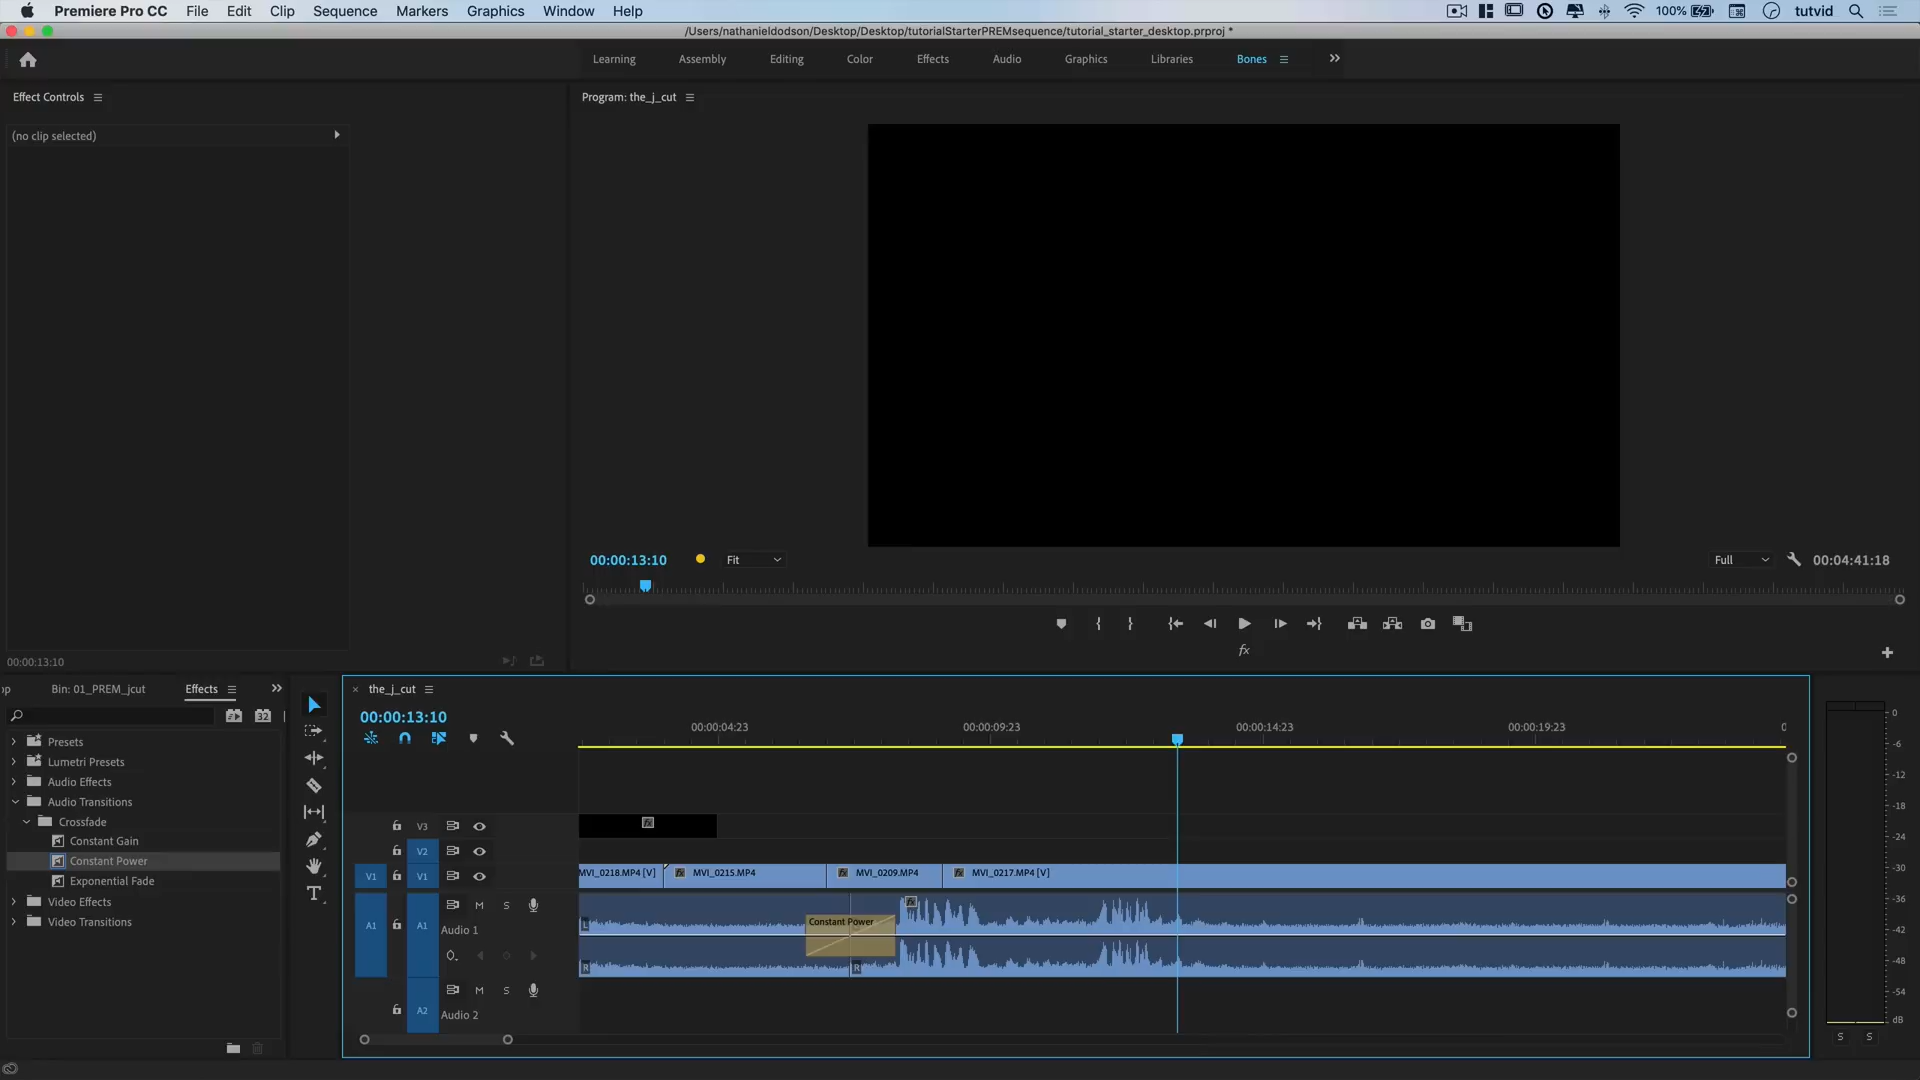 Premiere Pro CC File Edit Clip Sequence Markers Graphics Window Help 100% tutvid
/Users/nathanieldodson/Desktop/Desktop/tutorialStarterPREMsequence/tutorial_starter_desktop.prproj *
Learning Assembly Editing Color Effects Audio Graphics Libraries Bones
Effect Controls
Program: the_j_cut
(no clip selected)
00:00:13:10 Fit Full 00:04:41:18
fx
00:00:13:10
op Bin: 01_PREM_jcut Effects
the_j_cut
32
00:00:13:10
00:00:04:23 00:00:09:23 00:00:14:23 00:00:19:23 0
Presets
Lumetri Presets
Audio Effects
Audio Transitions
Crossfade
Constant Gain
Constant Power
Exponential Fade
Video Effects
Video Transitions
V3 fx
V2
V1 V1 MVI_0218.MP4 [V] fx MVI_0215.MP4 fx MVI_0209.MP4 fx MVI_0217.MP4 [V]
M S
A1 A1 Audio 1 L Constant Power
R R
M S
A2 Audio 2
0
-6
-12
-18
-24
-30
-36
-42
-48
-54
dB
S S